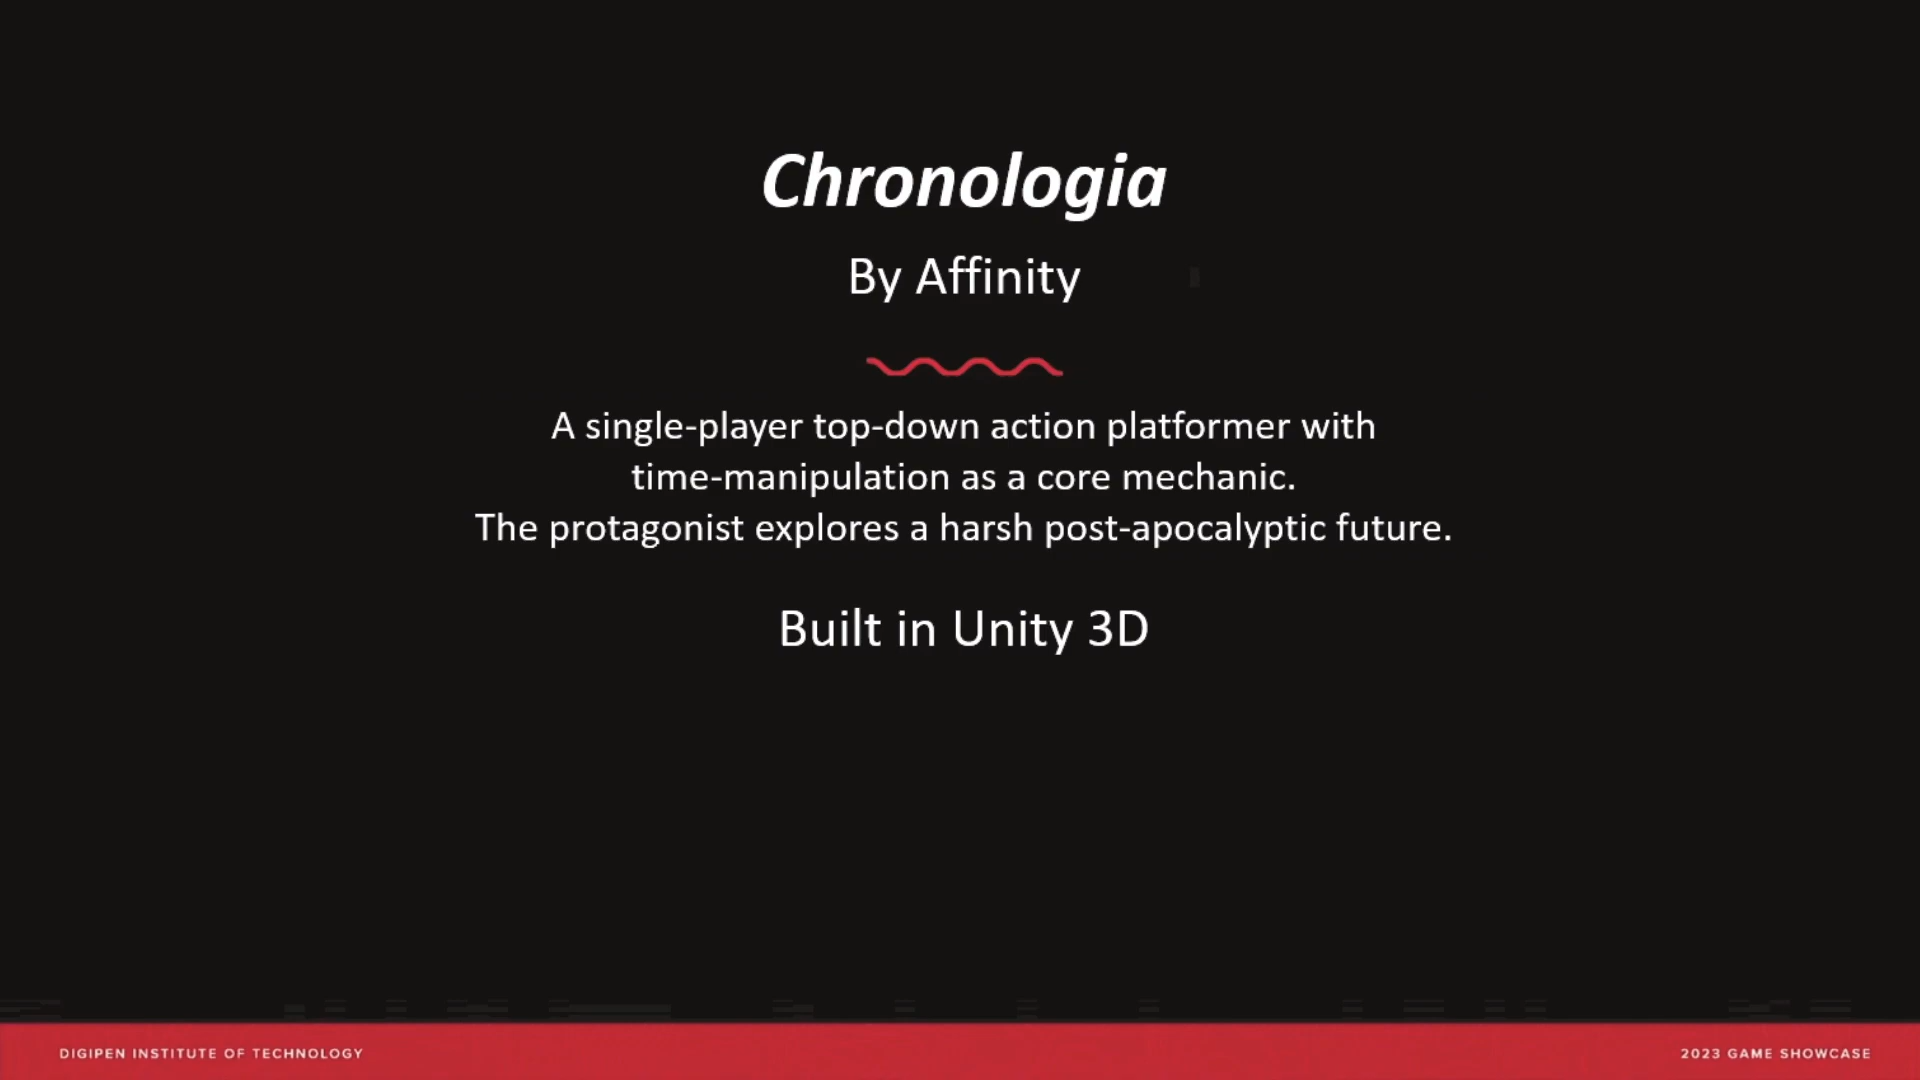 Chronologia
By Affinity
A single-player top-down action platformer with
time-manipulation as a core mechanic.
The protagonist explores a harsh post-apocalyptic future.
Built in Unity 3D
DIGIPEN INSTITUTE OF TECHNOLOGY
2023 GAME SHOWCASE